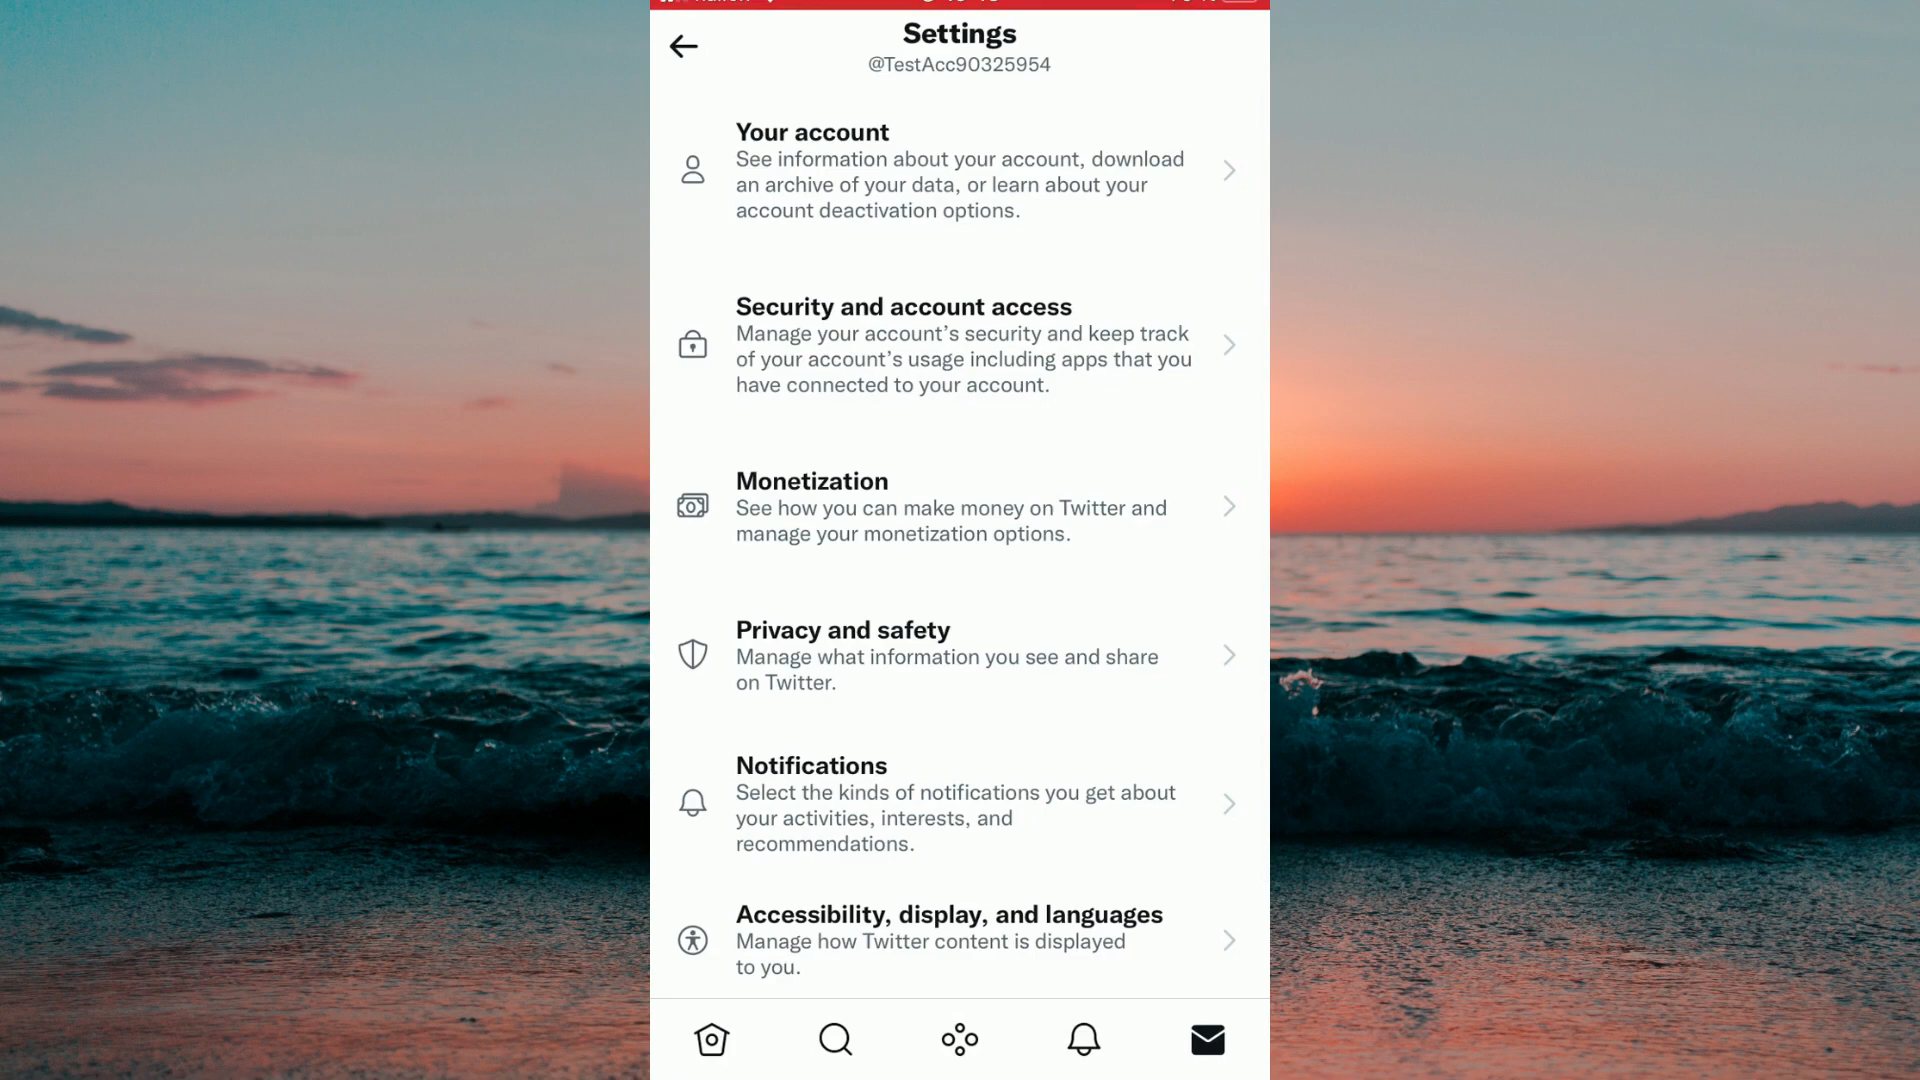 Settings
@TestAcc90325954
Your account
See information about your account, download
an archive of your data, or learn about your
account deactivation options.
Security and account access
Manage your account’s security and keep track
of your account’s usage including apps that you
have connected to your account.
Monetization
See how you can make money on Twitter and
manage your monetization options.
Privacy and safety
Manage what information you see and share
on Twitter.
Notifications
Select the kinds of notifications you get about
your activities, interests, and
recommendations.
Accessibility, display, and languages
Manage how Twitter content is displayed
to you.